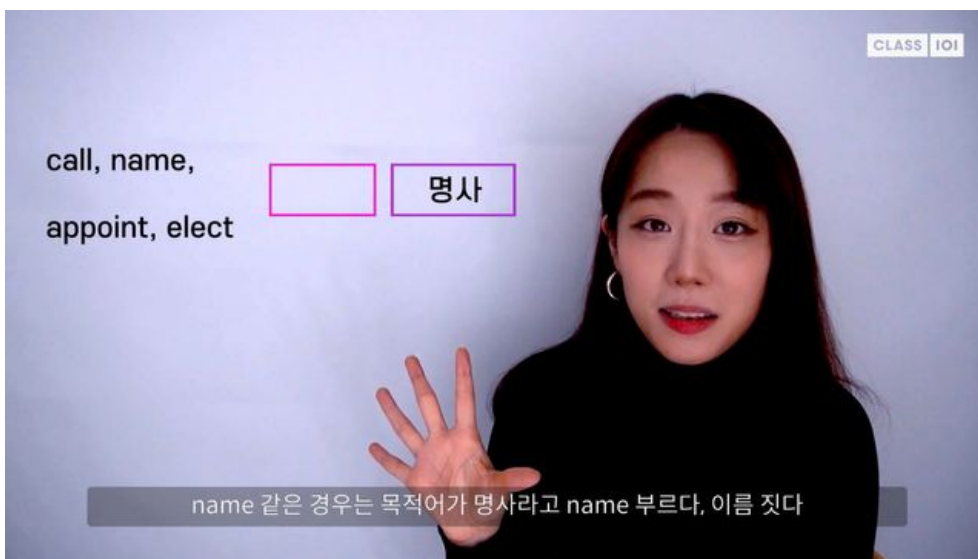 CLASS 101
call, name,
명사
appoint, elect
name 같은 경우는 목적어가 명사라고 name 부르다, 이름 짓다